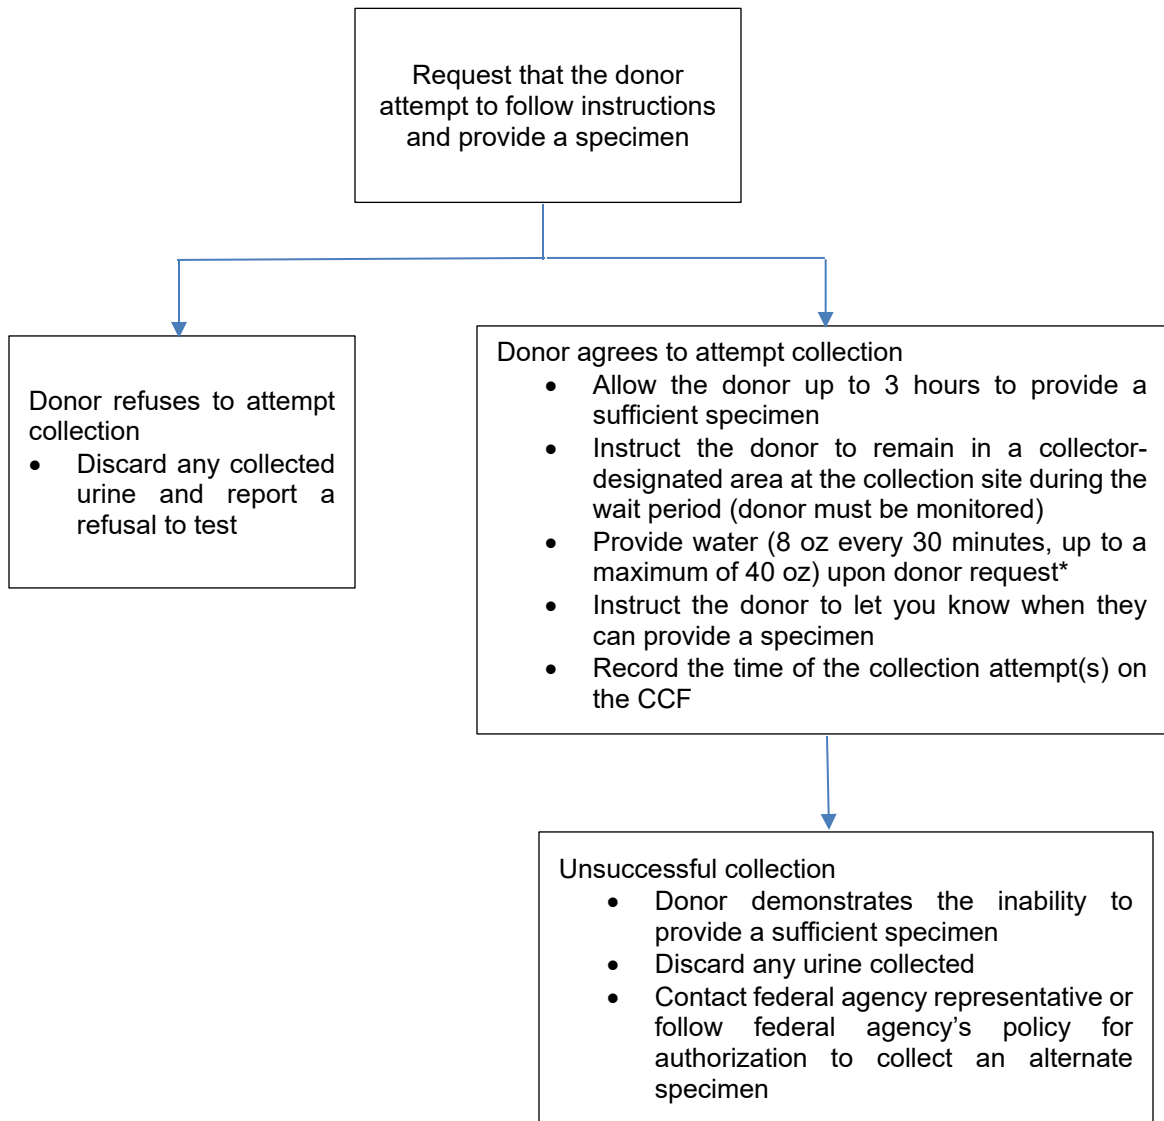 Request that the donor
attempt to follow instructions
and provide a specimen
Donor refuses to attempt
collection
• Discard any collected
urine and report a
refusal to test
Donor agrees to attempt collection
• Allow the donor up to 3 hours to provide a
sufficient specimen
• Instruct the donor to remain in a collector-
designated area at the collection site during the
wait period (donor must be monitored)
• Provide water (8 oz every 30 minutes, up to a
maximum of 40 oz) upon donor request*
• Instruct the donor to let you know when they
can provide a specimen
• Record the time of the collection attempt(s) on
the CCF
Unsuccessful collection
• Donor demonstrates the inability to
provide a sufficient specimen
• Discard any urine collected
• Contact federal agency representative or
follow federal agency’s policy for
authorization to collect an alternate
specimen